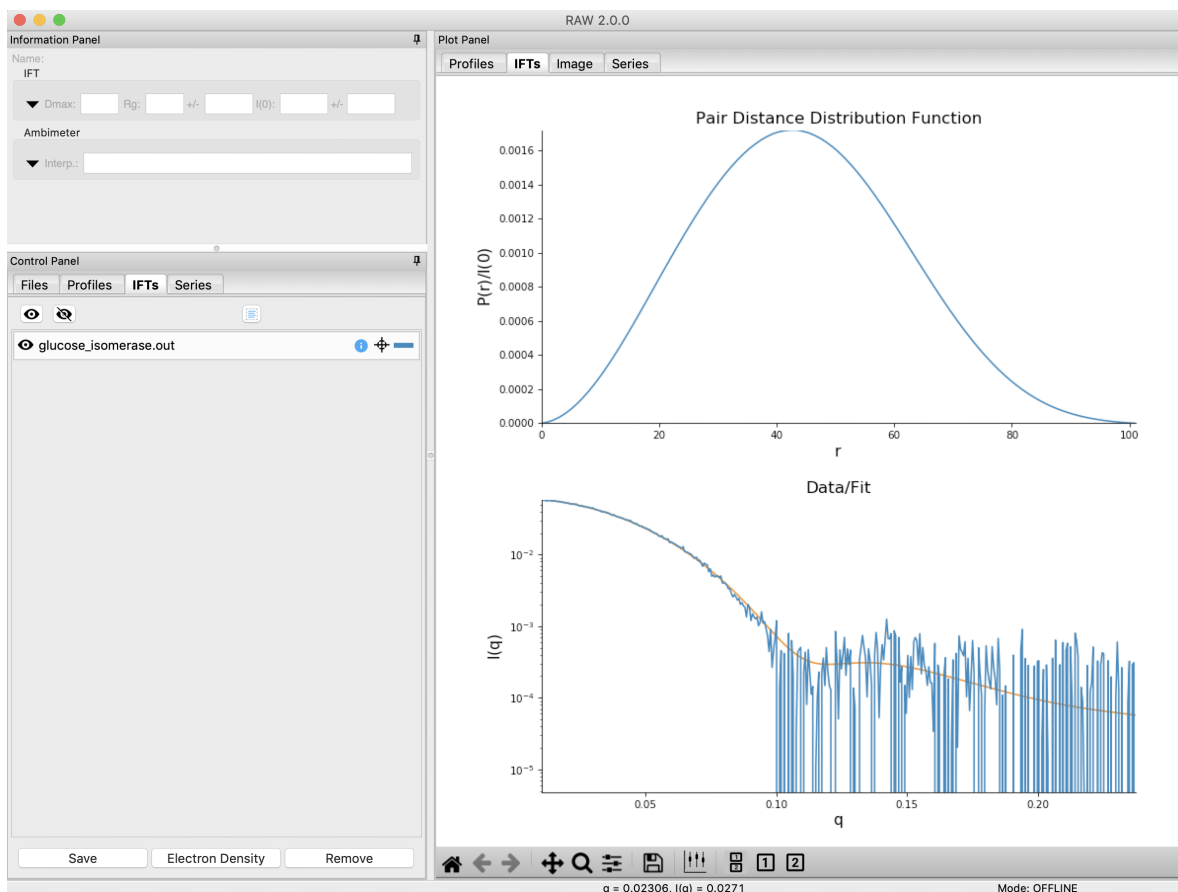 RAW 2.0.0
Information Panel
Name:
IFT
Dmax: Rg: +/- I(0): +/-
Ambimeter
Interp.:
Control Panel
Files Profiles IFTs Series
glucose_isomerase.out
Save Electron Density Remove
Plot Panel
Profiles IFTs Image Series
Pair Distance Distribution Function
P(r)/I(0)
0.0016
0.0014
0.0012
0.0010
0.0008
0.0006
0.0004
0.0002
0.0000
0 20 40 60 80 100
r
Data/Fit
I(q)
10⁻²
10⁻³
10⁻⁴
10⁻⁵
0.05 0.10 0.15 0.20
q
1 2 1 2
q = 0.02306, I(q) = 0.0271 Mode: OFFLINE